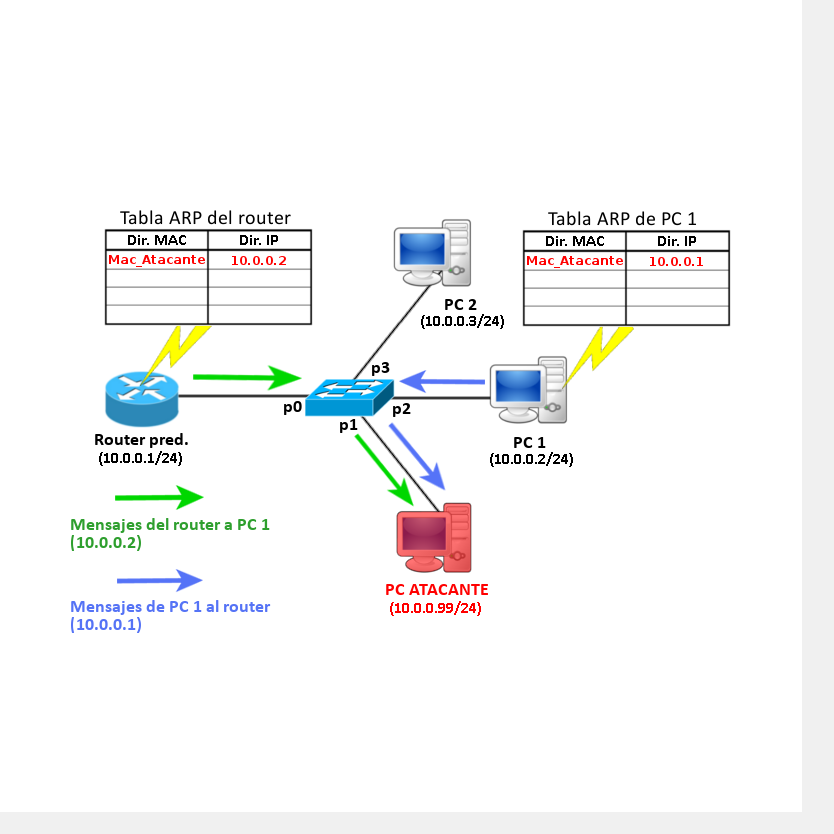 Tabla ARP del router
Dir. MAC Dir. IP
Mac_Atacante 10.0.0.2
Tabla ARP de PC 1
Dir. MAC Dir. IP
Mac_Atacante 10.0.0.1
PC 2
(10.0.0.3/24)
p3
p0
p2
p1
Router pred.
(10.0.0.1/24)
PC 1
(10.0.0.2/24)
Mensajes del router a PC 1
(10.0.0.2)
Mensajes de PC 1 al router
(10.0.0.1)
PC ATACANTE
(10.0.0.99/24)